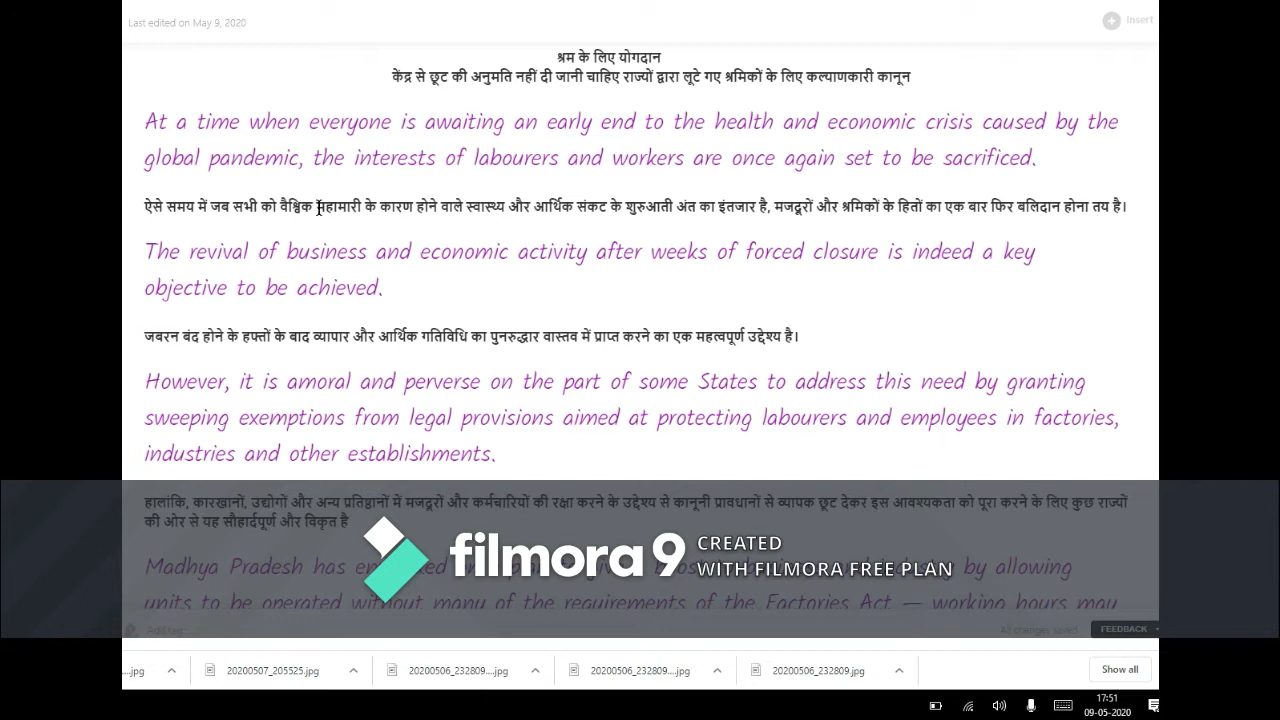 Last edited on May 9, 2020
Insert
श्रम के लिए योगदान
केंद्र से छूट की अनुमति नहीं दी जानी चाहिए राज्यों द्वारा लूटे गए श्रमिकों के लिए कल्याणकारी कानून
At a time when everyone is awaiting an early end to the health and economic crisis caused by the
global pandemic, the interests of labourers and workers are once again set to be sacrificed.
ऐसे समय में जब सभी को वैश्विक महामारी के कारण होने वाले स्वास्थ्य और आर्थिक संकट के शुरुआती अंत का इंतजार है, मजदूरों और श्रमिकों के हितों का एक बार फिर बलिदान होना तय है।
The revival of business and economic activity after weeks of forced closure is indeed a key
objective to be achieved.
जबरन बंद होने के हफ्तों के बाद व्यापार और आर्थिक गतिविधि का पुनरुद्धार वास्तव में प्राप्त करने का एक महत्वपूर्ण उद्देश्य है।
However, it is amoral and perverse on the part of some States to address this need by granting
sweeping exemptions from legal provisions aimed at protecting labourers and employees in factories,
industries and other establishments.
हालांकि, कारखानों, उद्योगों और अन्य प्रतिष्ठानों में मजदूरों और कर्मचारियों की रक्षा करने के उद्देश्य से कानूनी प्रावधानों से व्यापक छूट देकर इस आवश्यकता को पूरा करने के लिए कुछ राज्यों
की ओर से यह सौहार्दपूर्ण और विकृत है
filmora 9 CREATED
WITH FILMORA FREE PLAN
Madhya Pradesh has by allowing
units to be operated without many of the requirements of the Factories Act — working hours may
Add tag...
All changes saved
FEEDBACK
....jpg
20200507_205525.jpg
20200506_232809....jpg
20200506_232809....jpg
20200506_232809.jpg
Show all
17:51
09-05-2020